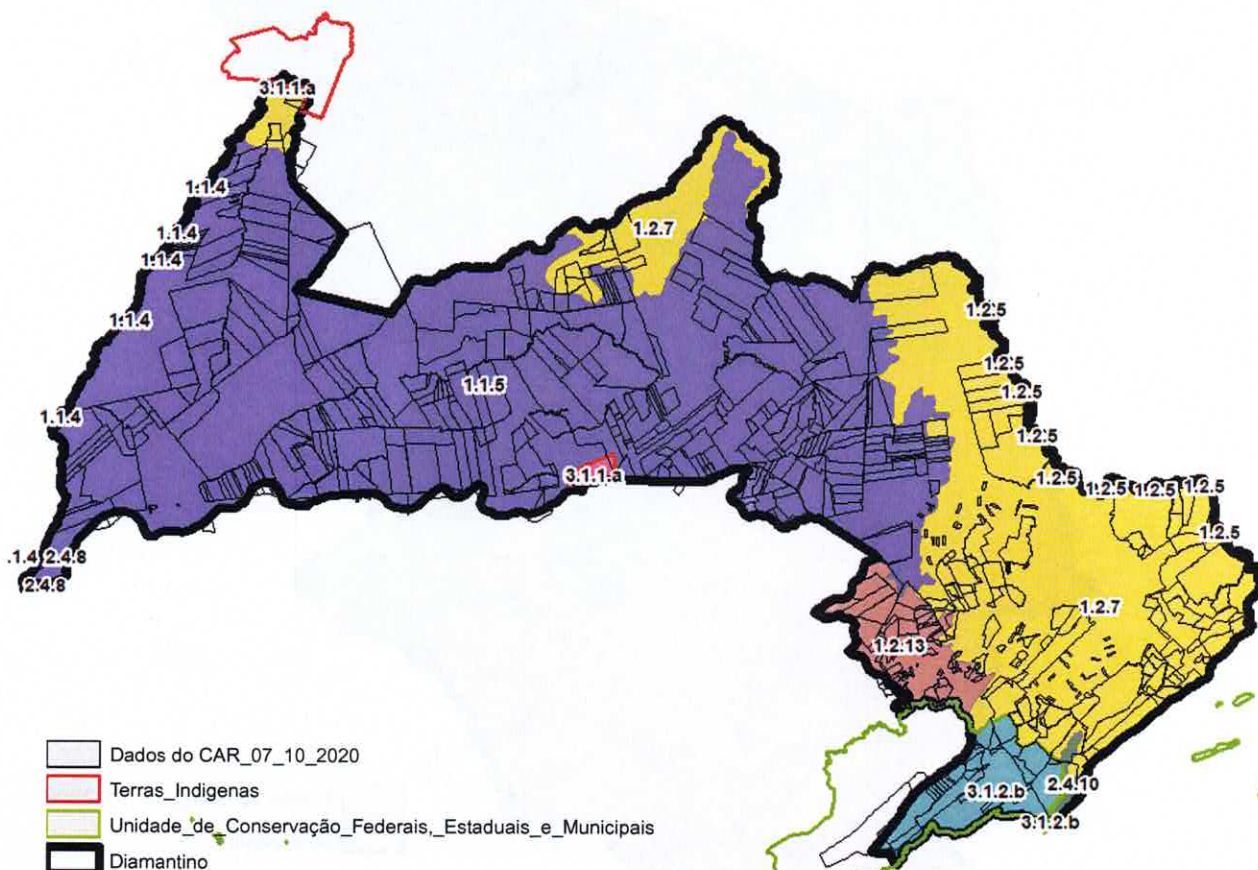 3.1.1.a
1.1.4
1.2.7
1.1.4
1.1.4
1.2.5
1.1.4
1.2.5
1.1.5
1.2.5
1.1.4
1.2.5
3.1.1.a
1.2.5
1.2.5
1.2.5
1.2.5
1.2.5
.1.4
2.4.8
2.4.8
1.2.7
1.2.13
2.4.10
3.1.2.b
3.1.2.b
Dados do CAR_07_10_2020
Terras_Indigenas
Unidade_de_Conservação_Federais,_Estaduais_e_Municipais
Diamantino